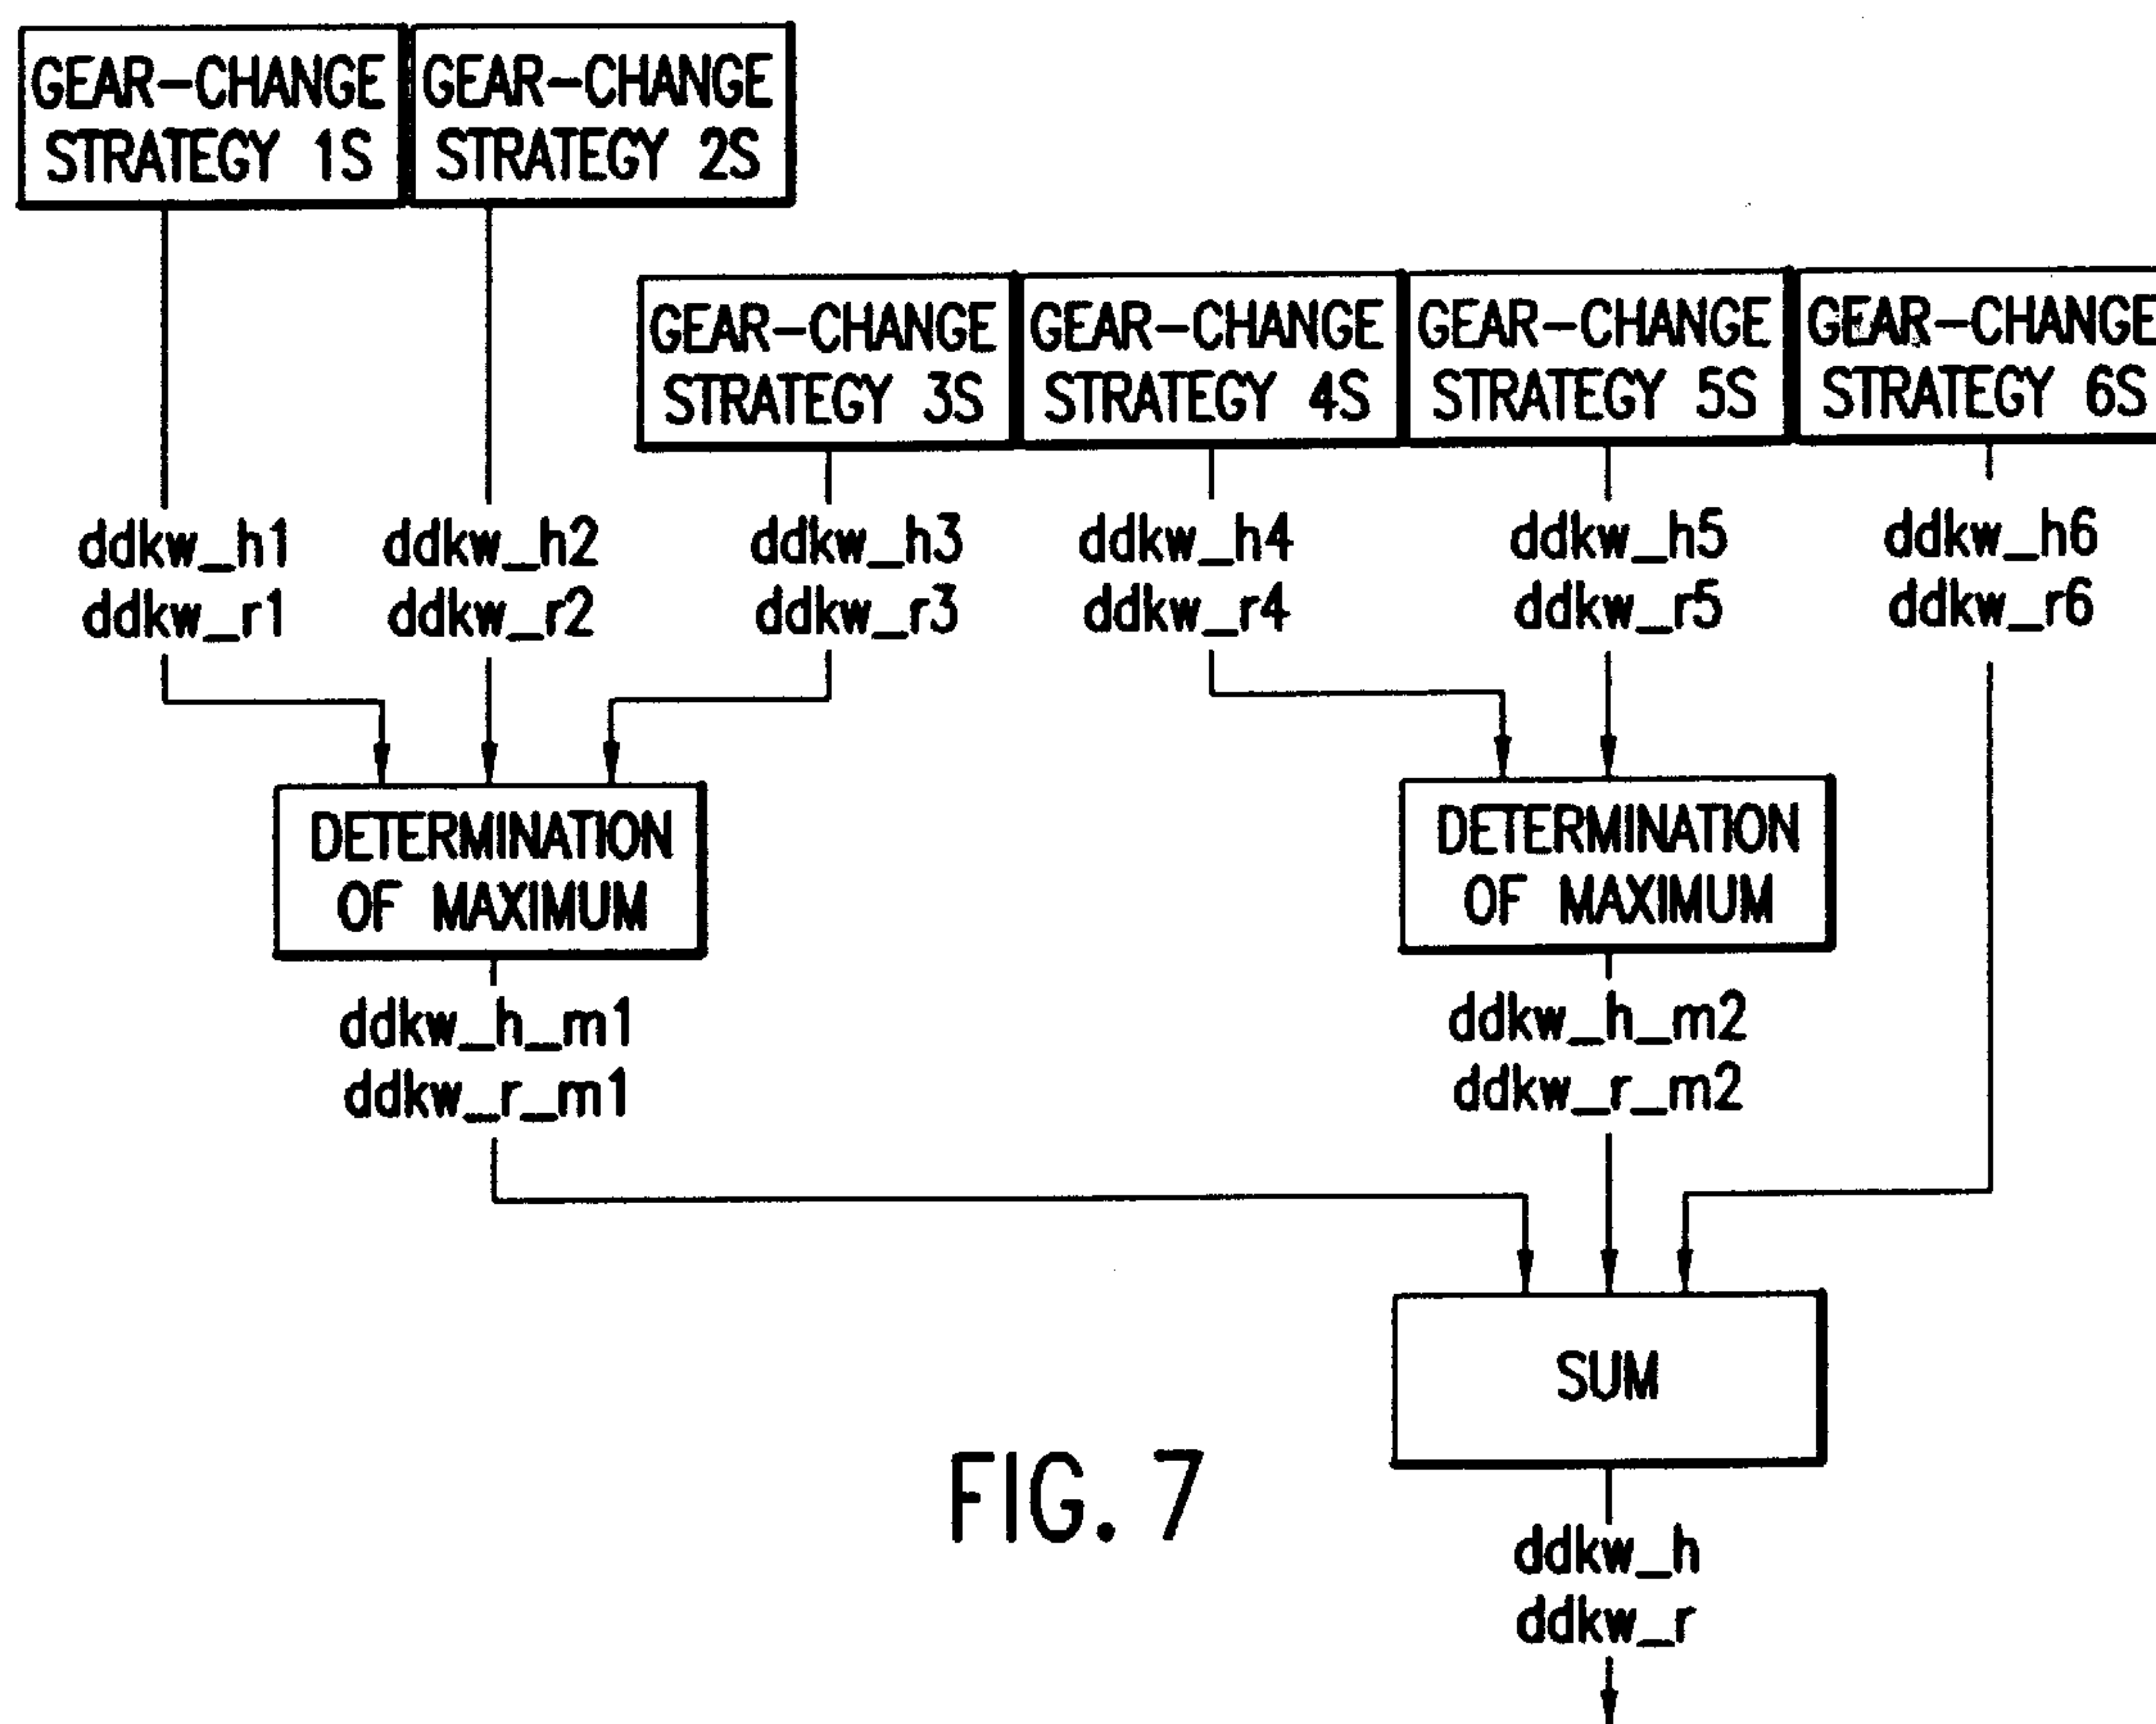 GEAR-CHANGE
STRATEGY 1S
GEAR-CHANGE
STRATEGY 2S
GEAR-CHANGE
STRATEGY 3S
GEAR-CHANGE
STRATEGY 4S
GEAR-CHANGE
STRATEGY 5S
GEAR-CHANGE
STRATEGY 6S
ddkw_h1
ddkw_r1
ddkw_h2
ddkw_r2
ddkw_h3
ddkw_r3
ddkw_h4
ddkw_r4
ddkw_h5
ddkw_r5
ddkw_h6
ddkw_r6
DETERMINATION
OF MAXIMUM
DETERMINATION
OF MAXIMUM
ddkw_h_m1
ddkw_r_m1
ddkw_h_m2
ddkw_r_m2
SUM
FIG. 7
ddkw_h
ddkw_r